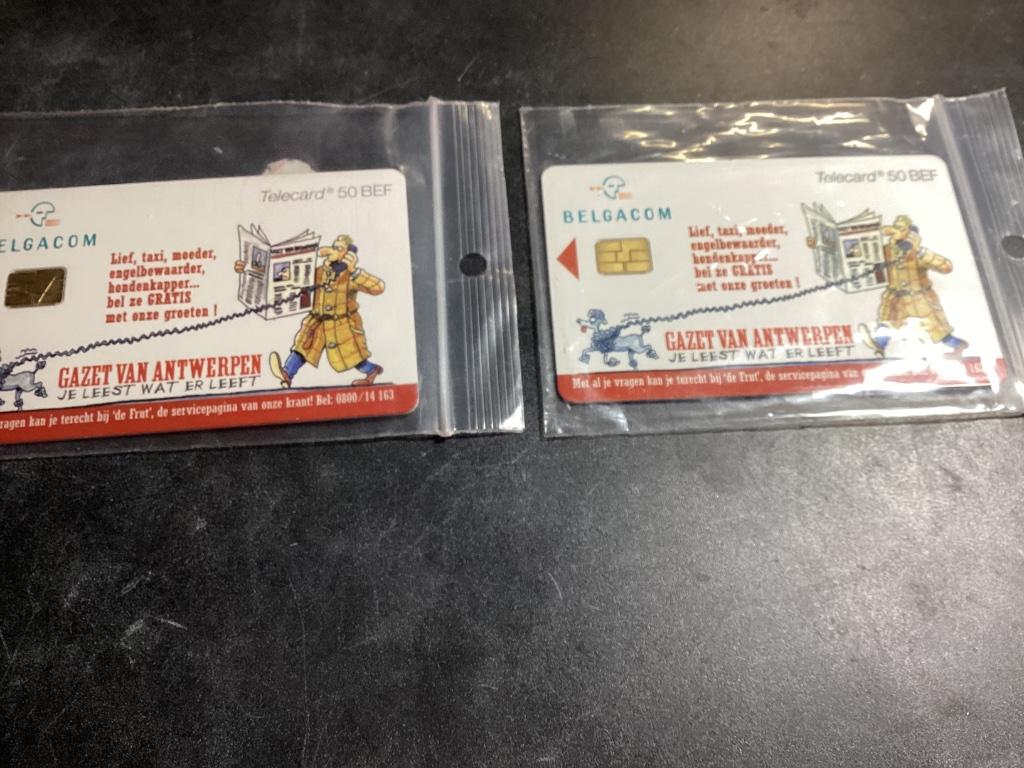 Telecard® 50 BEF
ELGACOM
Lief, taxi, moeder,
engelbewaarder,
hondenkapper...
bel ze GRATIS
met onze groeten !
GAZET VAN ANTWERPEN
JE LEEST WAT ER LEEFT
ragen kan je terecht bij 'de Frut', de servicepagina van onze krant! Bel: 0800/14 163
Telecard® 50 BEF
BELGACOM
Lief, taxi, moeder,
engelbewaarder,
bel ze GRATIS
met onze groeten !
GAZET VAN ANTWERPEN
JE LEEST WAT ER LEEFT
Met al je vragen kan je terecht bij 'de Frut', de servicepagina van